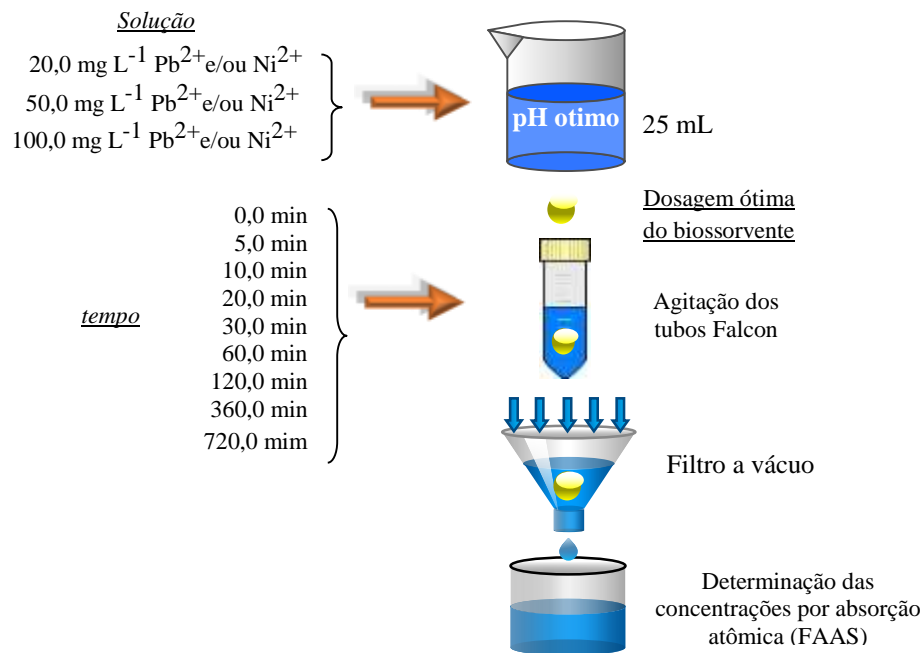 Solução
20,0 mg L-1 Pb2+e/ou Ni2+
50,0 mg L-1 Pb2+e/ou Ni2+
100,0 mg L-1 Pb2+e/ou Ni2+
pH otimo
25 mL
Dosagem ótima
do biossorvente
tempo
0,0 min
5,0 min
10,0 min
20,0 min
30,0 min
60,0 min
120,0 min
360,0 min
720,0 mim
Agitação dos
tubos Falcon
Filtro a vácuo
Determinação das
concentrações por absorção
atômica (FAAS)